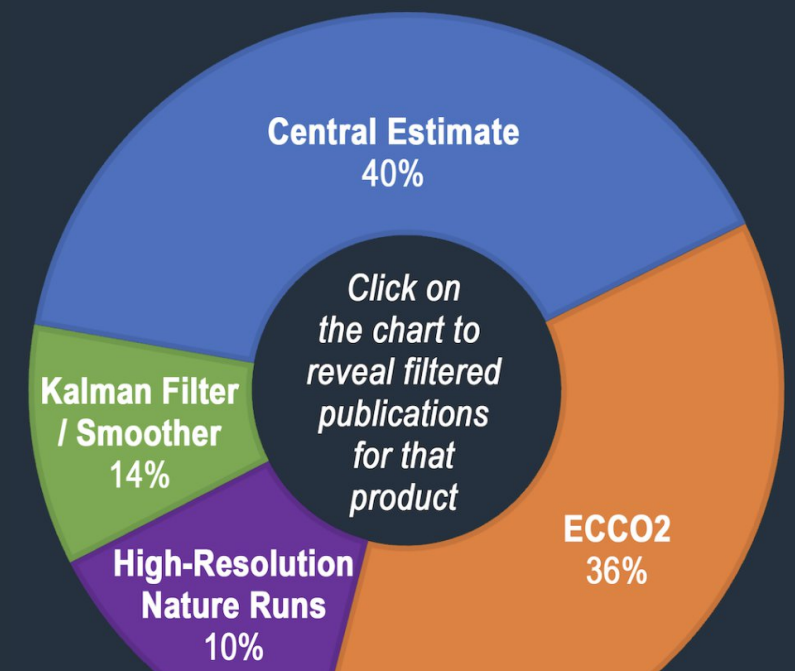 Central Estimate
40%
Click on
the chart to
reveal filtered
publications
for that
product
Kalman Filter
/ Smoother
14%
ECCO2
36%
High-Resolution
Nature Runs
10%